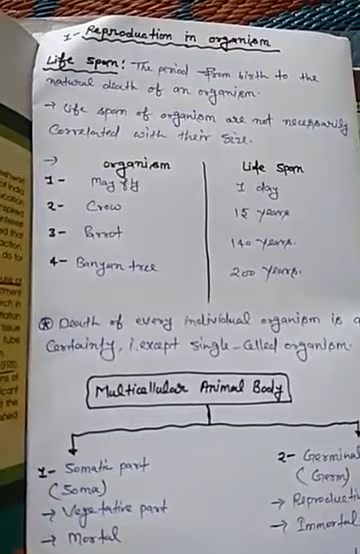 1- Reproduction in organism
Life span: The period from birth to the
natural death of an organism.
→ Life span of organism are not necessarily
correlated with their size.
→ organism Life span
1- May fly 1 day
2- Crow 15 years
3- Parrot 140 years.
4- Banyan tree 200 years.
Death of every individual organism is a
Certainty, i.except single-celled organism.
Multicellular Animal Body
1- Somatic part 2- Germinal
(Soma) (Germ)
→ Vegetative part → Reproducti
→ Mortal → Immortal